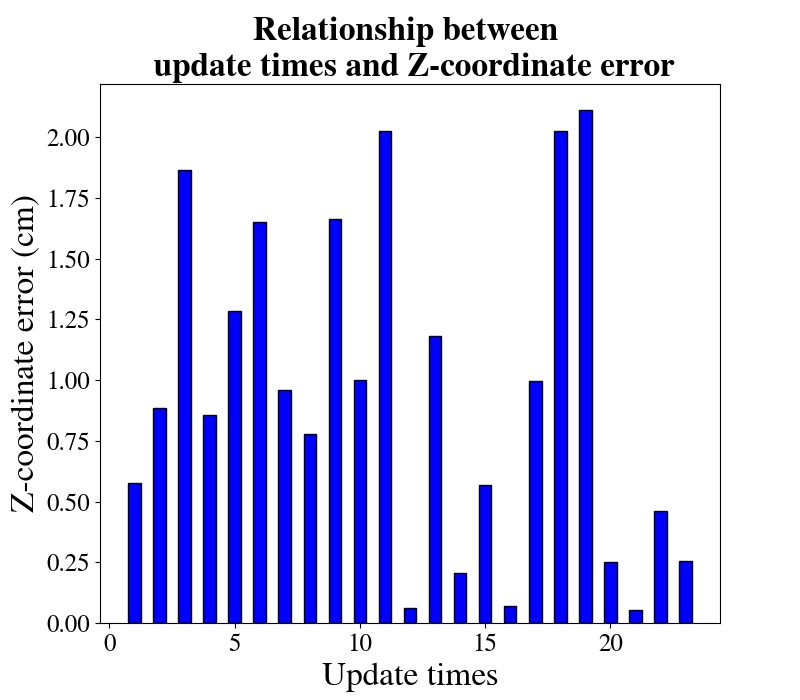 Relationship between
update times and Z-coordinate error
Z-coordinate error (cm)
2.00
1.75
1.50
1.25
1.00
0.75
0.50
0.25
0.00
0 5 10 15 20
Update times